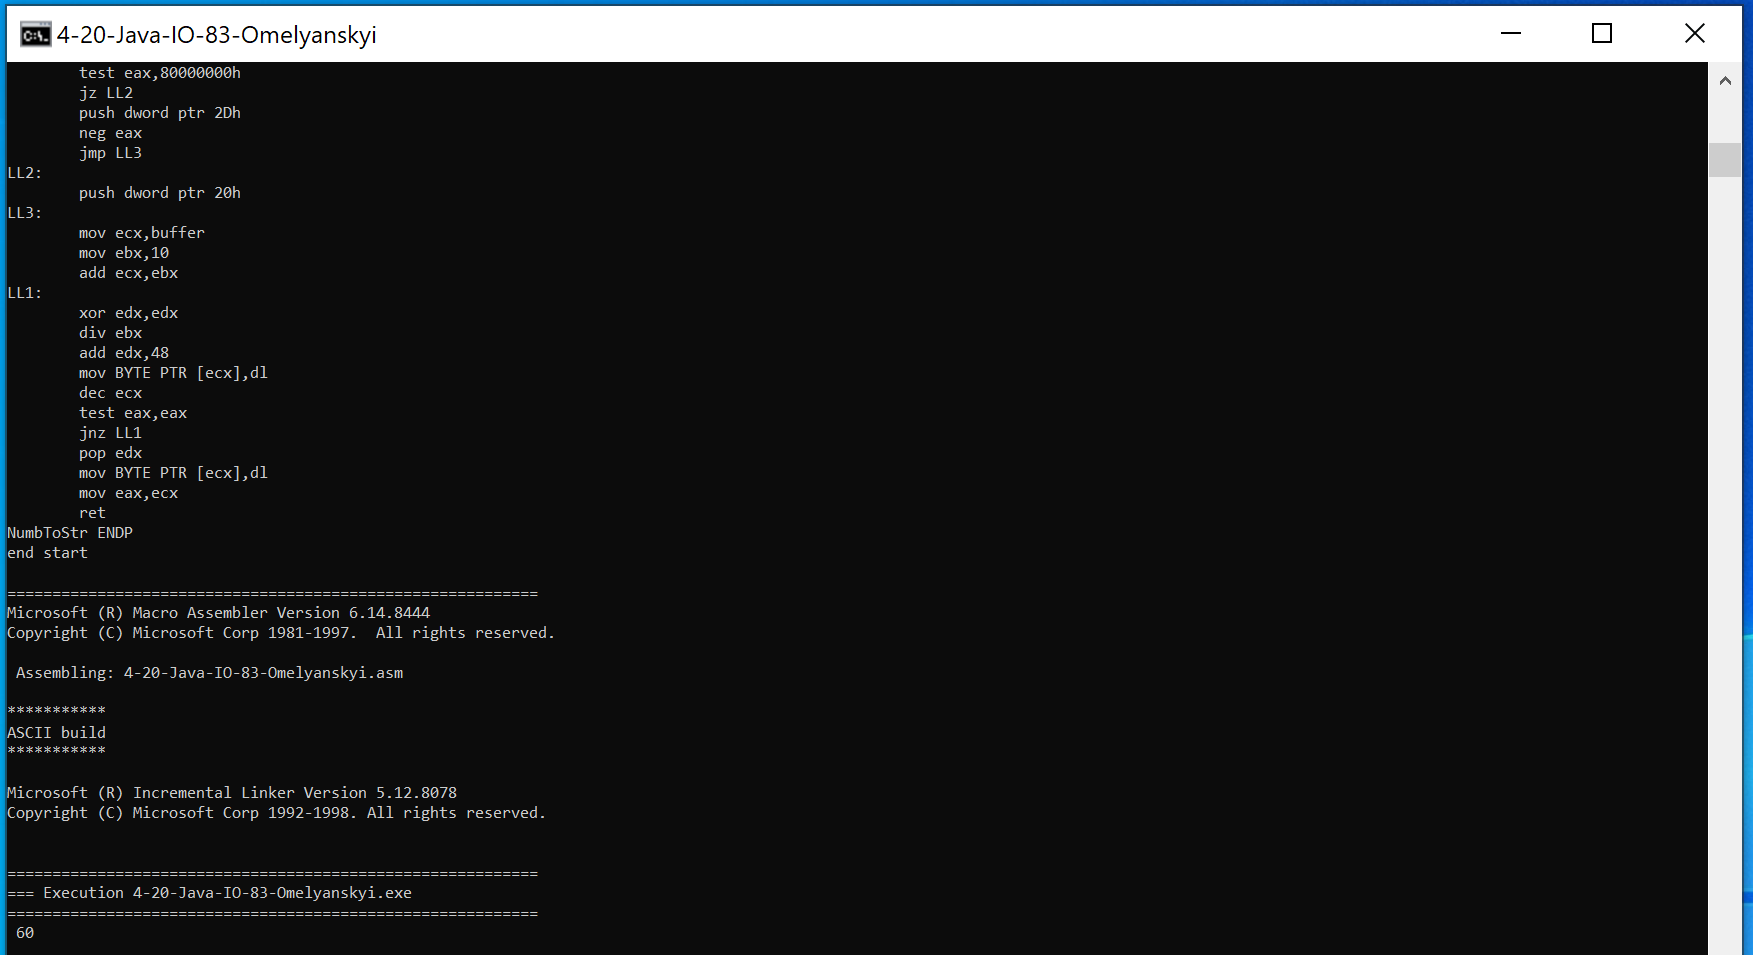 4-20-Java-IO-83-Omelyanskyi
test eax,80000000h
jz LL2
push dword ptr 2Dh
neg eax
jmp LL3
LL2:
push dword ptr 20h
LL3:
mov ecx,buffer
mov ebx,10
add ecx,ebx
LL1:
xor edx,edx
div ebx
add edx,48
mov BYTE PTR [ecx],dl
dec ecx
test eax,eax
jnz LL1
pop edx
mov BYTE PTR [ecx],dl
mov eax,ecx
ret
NumbToStr ENDP
end start
===========================================================
Microsoft (R) Macro Assembler Version 6.14.8444
Copyright (C) Microsoft Corp 1981-1997.  All rights reserved.
Assembling: 4-20-Java-IO-83-Omelyanskyi.asm
***********
ASCII build
***********
Microsoft (R) Incremental Linker Version 5.12.8078
Copyright (C) Microsoft Corp 1992-1998. All rights reserved.
===========================================================
=== Execution 4-20-Java-IO-83-Omelyanskyi.exe
===========================================================
60